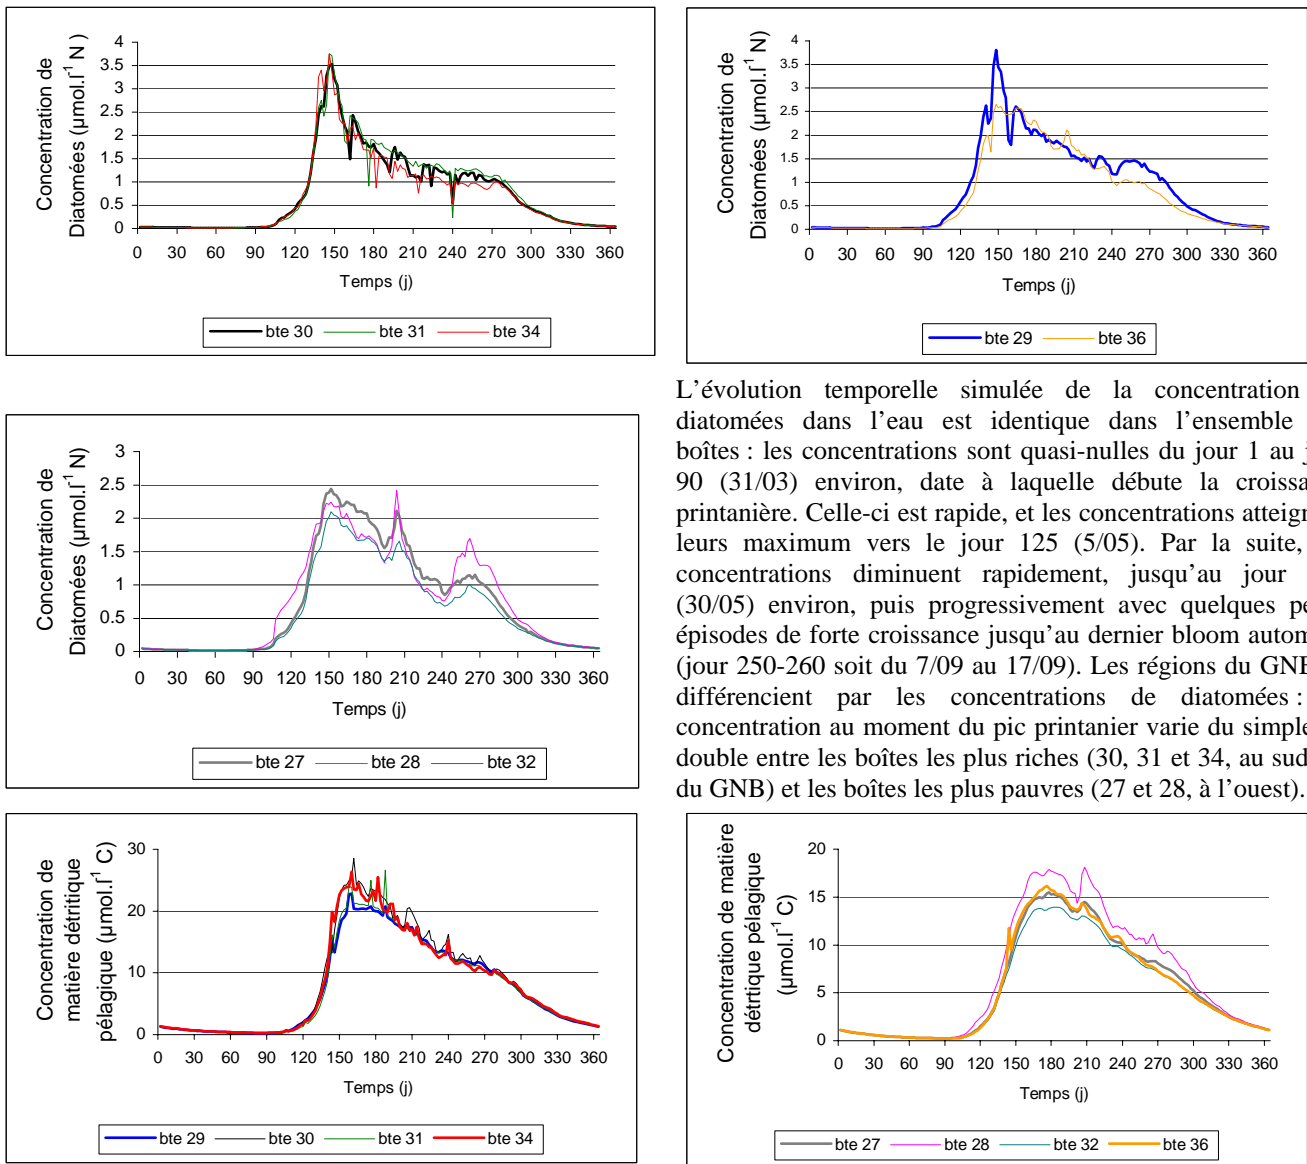 Concentration de
Diatomées (µmol.l-1 N)
4
3.5
3
2.5
2
1.5
1
0.5
0
0 30 60 90 120 150 180 210 240 270 300 330 360
Temps (j)
bte 30 bte 31 bte 34
Concentration de
Diatomées (µmol.l-1 N)
4
3.5
3
2.5
2
1.5
1
0.5
0
0 30 60 90 120 150 180 210 240 270 300 330 360
Temps (j)
bte 29 bte 36
Concentration de
Diatomées (µmol.l-1 N)
3
2.5
2
1.5
1
0.5
0
0 30 60 90 120 150 180 210 240 270 300 330 360
Temps (j)
bte 27 bte 28 bte 32
L'évolution temporelle simulée de la concentration
diatomées dans l'eau est identique dans l'ensemble
boîtes : les concentrations sont quasi-nulles du jour 1 au
90 (31/03) environ, date à laquelle débute la
printanière. Celle-ci est rapide, et les concentrations
leurs maximum vers le jour 125 (5/05). Par la suite,
concentrations diminuent rapidement, jusqu'au jour
(30/05) environ, puis progressivement avec quelques
épisodes de forte croissance jusqu'au dernier bloom
(jour 250-260 soit du 7/09 au 17/09). Les régions du GNB
différencient par les concentrations de diatomées :
concentration au moment du pic printanier varie du simple
double entre les boîtes les plus riches (30, 31 et 34, au sud
du GNB) et les boîtes les plus pauvres (27 et 28, à l'ouest).
Concentration de
matière détritique
pélagique (µmol.l1 C)
30
20
10
0
0 30 60 90 120 150 180 210 240 270 300 330 360
Temps (j)
bte 29 bte 30 bte 31 bte 34
Concentration de matière
détritique pélagique
(µmol.l-1 C)
20
15
10
5
0
0 30 60 90 120 150 180 210 240 270 300 330 360
Temps (j)
bte 27 bte 28 bte 32 bte 36